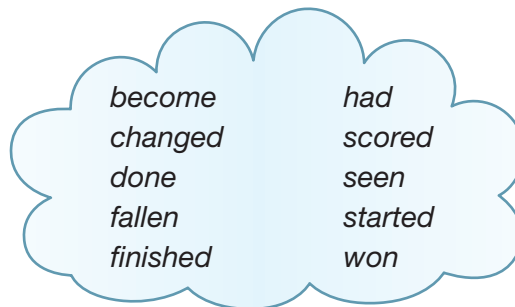 become
changed
done
fallen
finished
had
scored
seen
started
won